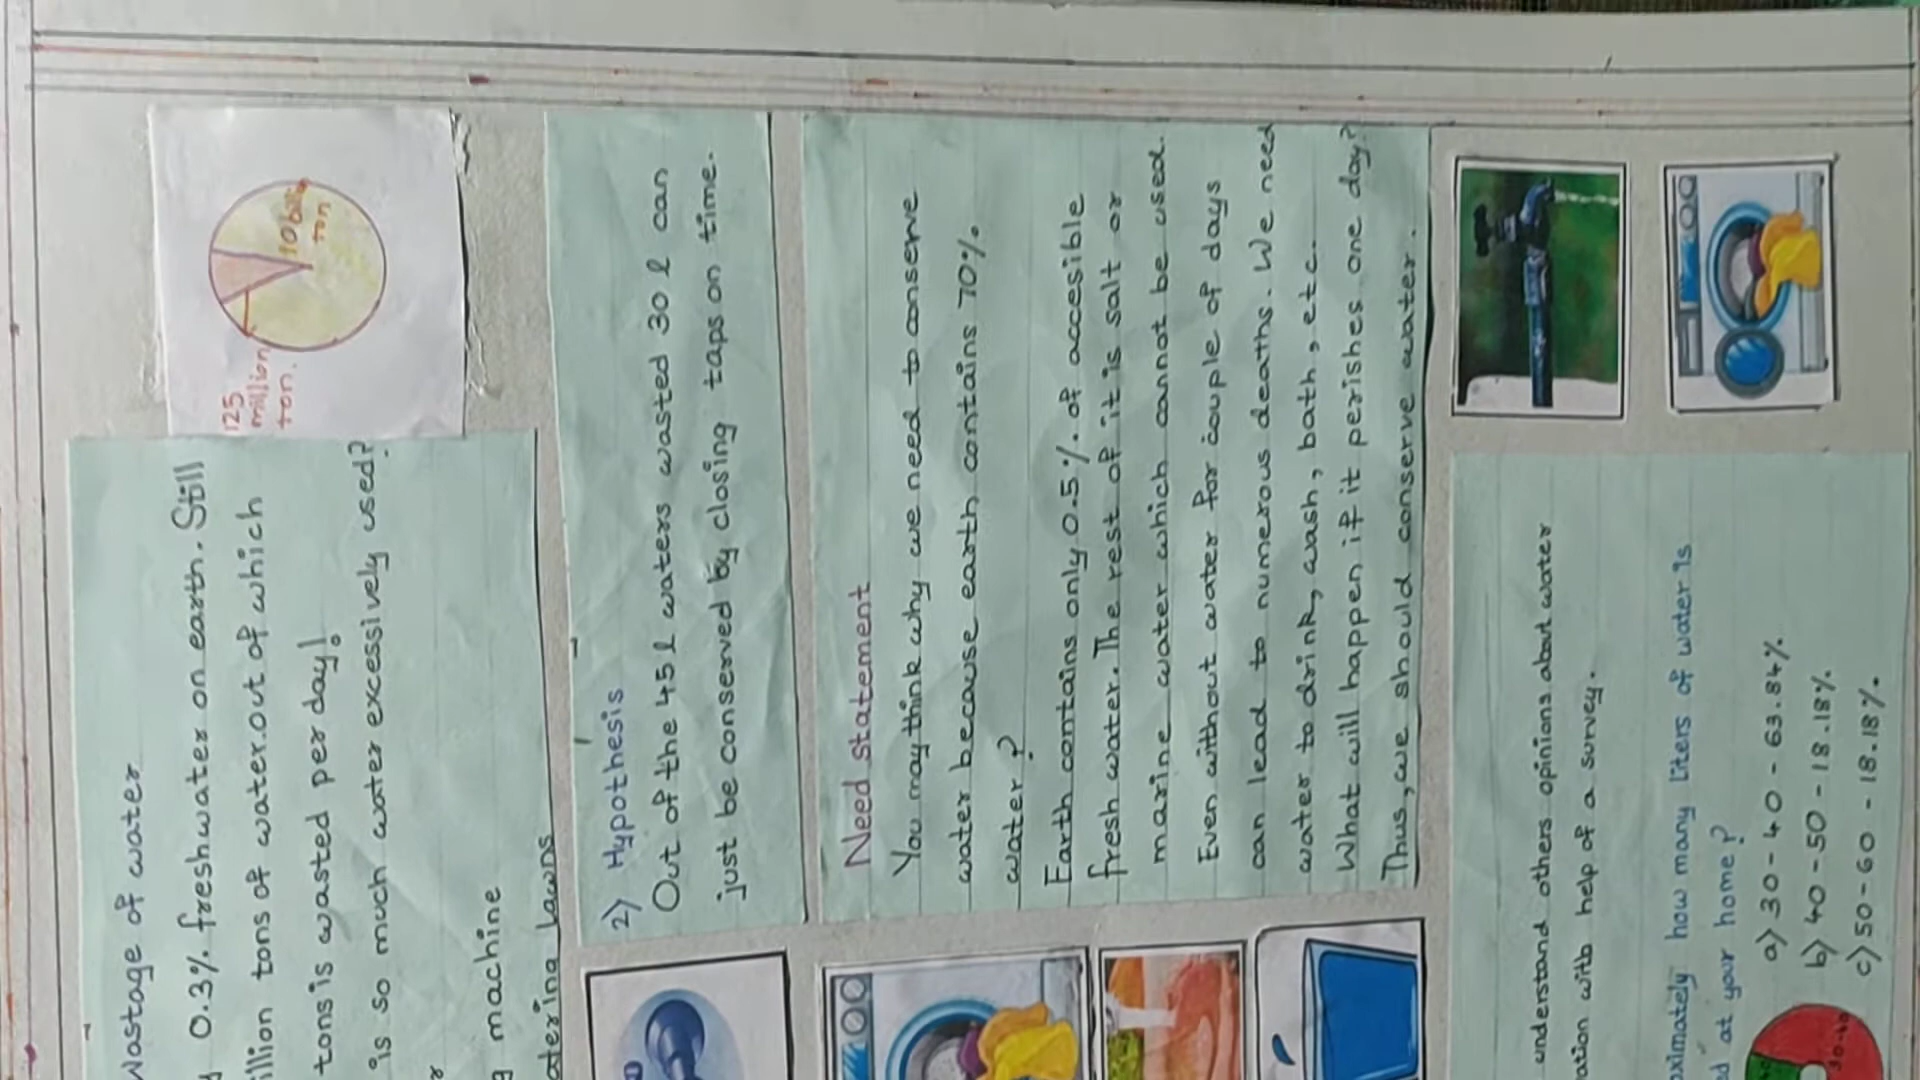 Wastage of water
0.3% freshwater on earth. Still
illion tons of water.out of which
tons is wasted per day!
is so much water excessively used?
machine
atering lawns
125
million
ton.
10 billion
ton
2) Hypothesis
Out of the 45 l waters wasted 30 l can
just be conserved by closing taps on time.
Need statement
You may think why we need to conserve
water because earth contains 70%
water?
Earth contains only 0.5% of accesible
fresh water. The rest of it is salt or
marine water which cannot be used.
Even without water for couple of days
can lead to numerous deaths. We need
water to drink, wash, bath, etc.
What will happen if it perishes one day?
Thus, we should conserve water.
understand others opinions about water
ation with help of a survey.
oximately how many liters of water is
d at your home?
a) 30-40 - 63.84%
b) 40-50 - 18.18%
c) 50-60 - 18.18%
30-40